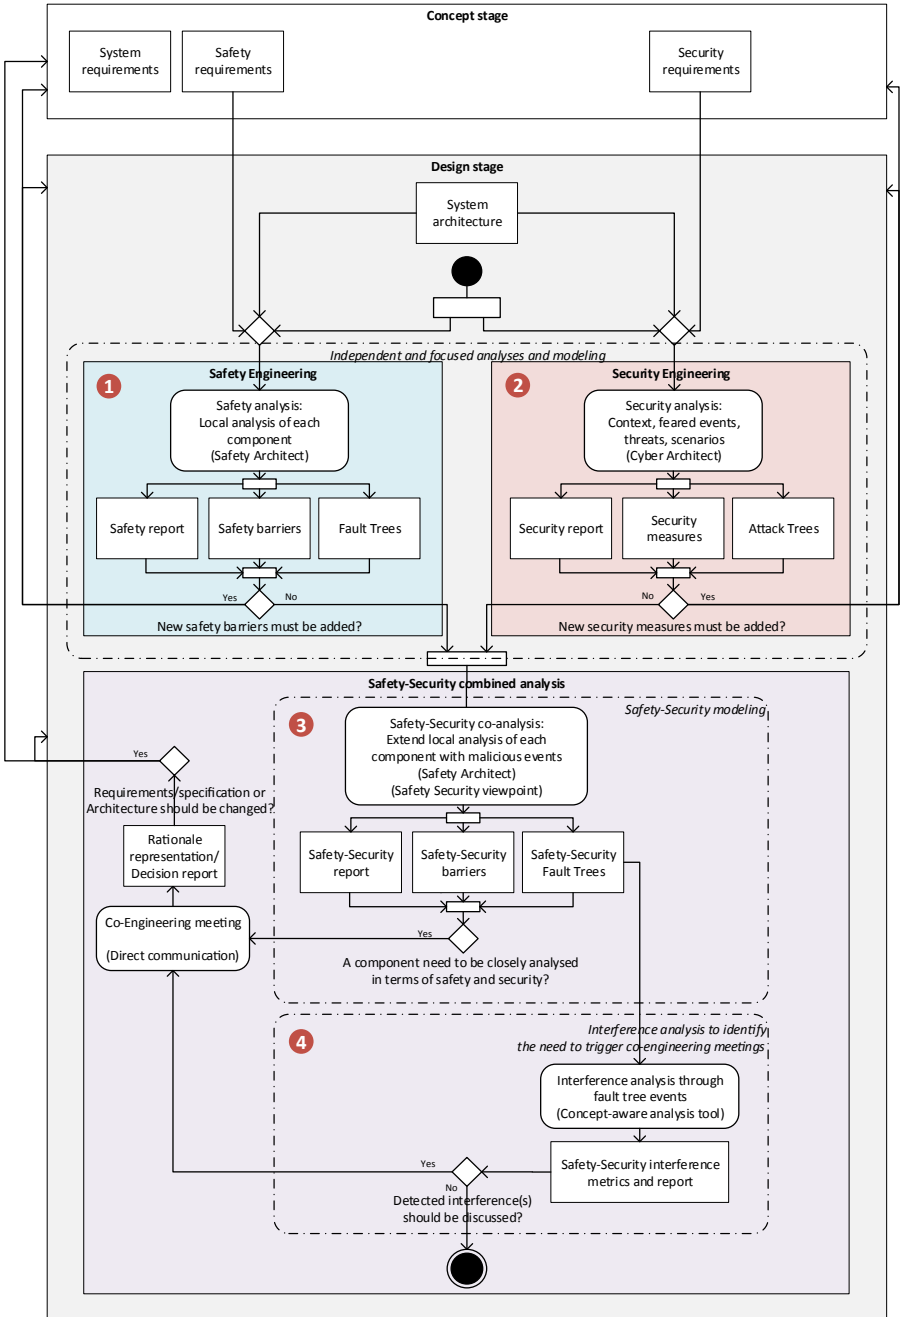 Concept stage
System
requirements
Safety
requirements
Security
requirements
Design stage
System
architecture
Independent and focused analyses and modeling
1
Safety Engineering
Safety analysis:
Local analysis of each
component
(Safety Architect)
Safety report
Safety barriers
Fault Trees
Yes
No
New safety barriers must be added?
2
Security Engineering
Security analysis:
Context, feared events,
threats, scenarios
(Cyber Architect)
Security report
Security
measures
Attack Trees
No
Yes
New security measures must be added?
Safety-Security combined analysis
3
Safety-Security modeling
Safety-Security co-analysis:
Extend local analysis of each
component with malicious events
(Safety Architect)
(Safety Security viewpoint)
Safety-Security
report
Safety-Security
barriers
Safety-Security
Fault Trees
Yes
A component need to be closely analysed
in terms of safety and security?
Yes
Requirements/specification or
Architecture should be changed?
Rationale
representation/
Decision report
Co-Engineering meeting
(Direct communication)
4
Interference analysis to identify
the need to trigger co-engineering meetings
Interference analysis through
fault tree events
(Concept-aware analysis tool)
Safety-Security interference
metrics and report
Yes
No
Detected interference(s)
should be discussed?